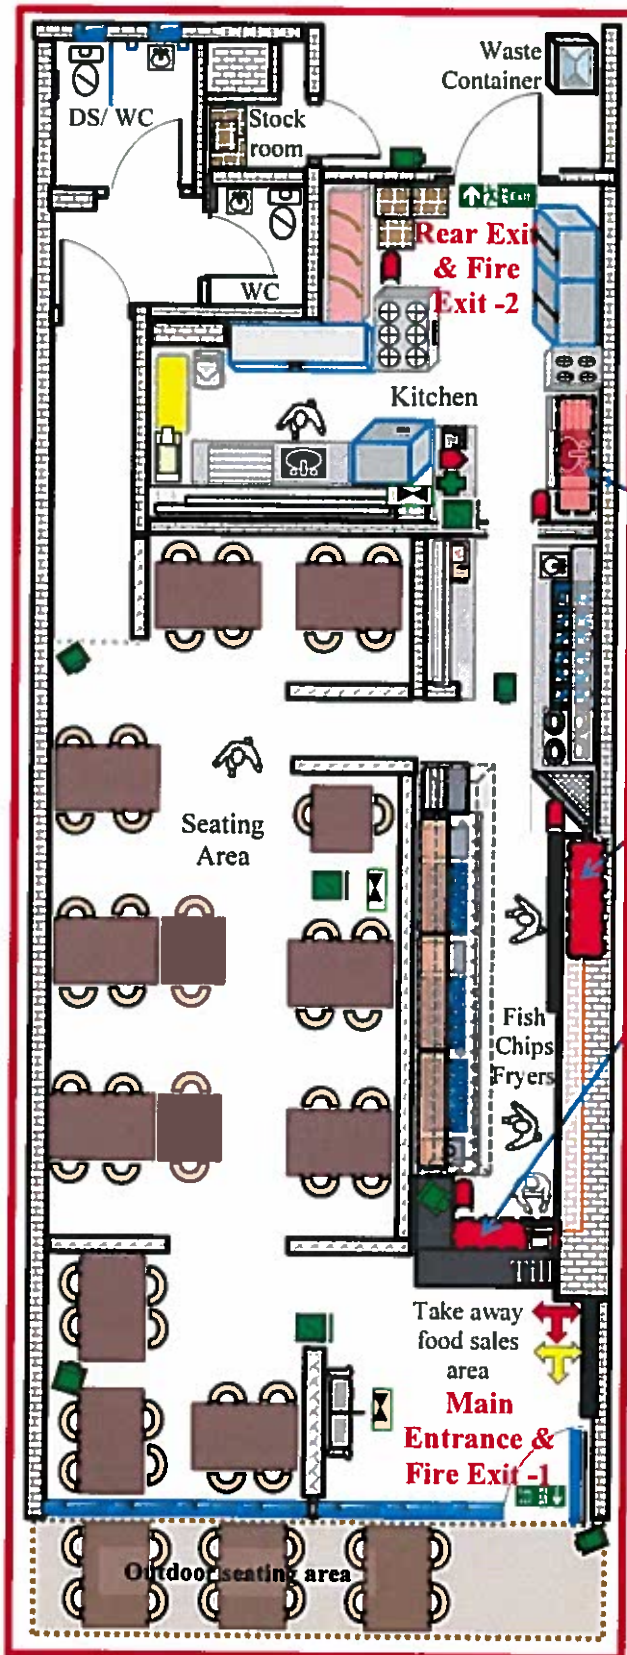 Waste
Container
DS/ WC
Stock
room
Exit
Rear Exit
& Fire
Exit -2
WC
Kitchen
Seating
Area
Fish
Chips
Fryers
Till
Take away
food sales
area
Main
Entrance &
Fire Exit -1
Outdoor seating area